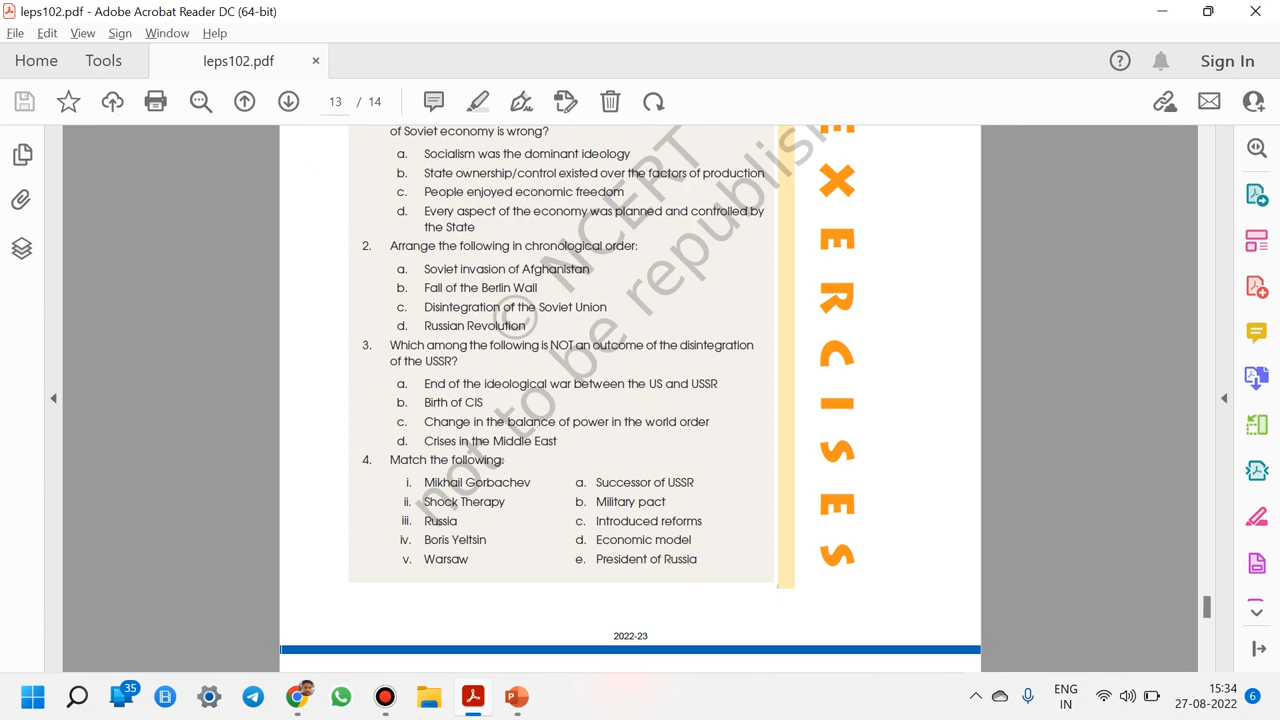 leps102.pdf - Adobe Acrobat Reader DC (64-bit)
File Edit View Sign Window Help
Home Tools leps102.pdf × Sign In
13 / 14
of Soviet economy is wrong?
a. Socialism was the dominant ideology
b. State ownership/control existed over the factors of production
c. People enjoyed economic freedom
d. Every aspect of the economy was planned and controlled by
the State
2. Arrange the following in chronological order:
a. Soviet invasion of Afghanistan
b. Fall of the Berlin Wall
c. Disintegration of the Soviet Union
d. Russian Revolution
3. Which among the following is NOT an outcome of the disintegration
of the USSR?
a. End of the ideological war between the US and USSR
b. Birth of CIS
c. Change in the balance of power in the world order
d. Crises in the Middle East
4. Match the following:
i. Mikhail Gorbachev a. Successor of USSR
ii. Shock Therapy b. Military pact
iii. Russia c. Introduced reforms
iv. Boris Yeltsin d. Economic model
v. Warsaw e. President of Russia
EXERCISES
© NCERT
not to be republish
2022-23
35
ENG
IN
15:34
27-08-2022
6